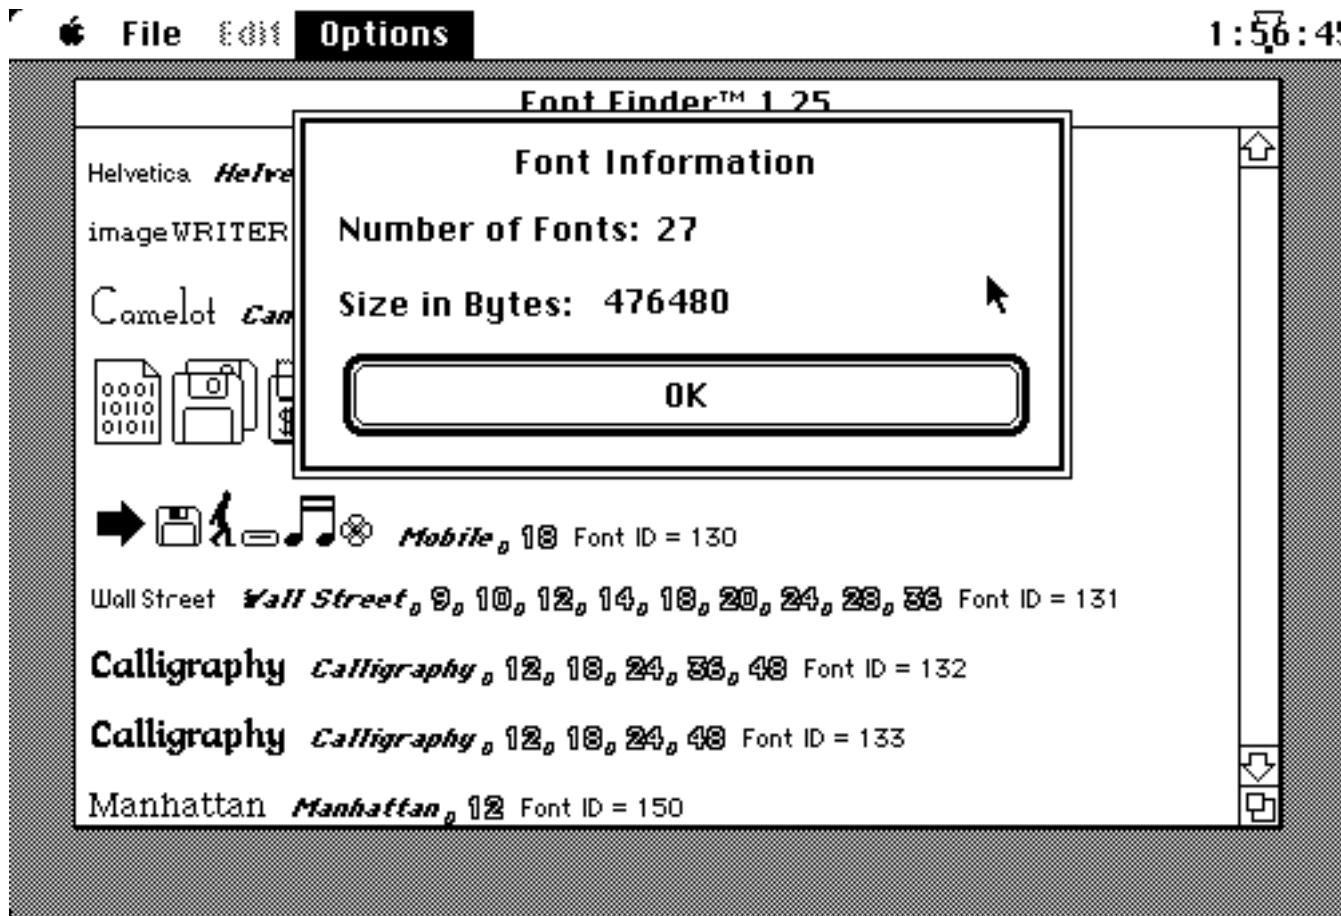 File Edit Options 1:56:45
Font Finder™ 1.25
Font Information
Number of Fonts: 27
Size in Bytes: 476480
OK
Helvetica
imageWRITER
Camelot
0001
10110
01011
$
Mobile, 18 Font ID = 130
Wall Street Wall Street, 9, 10, 12, 14, 18, 20, 24, 28, 36 Font ID = 131
Calligraphy Calligraphy, 12, 18, 24, 36, 48 Font ID = 132
Calligraphy Calligraphy, 12, 18, 24, 48 Font ID = 133
Manhattan Manhattan, 12 Font ID = 150